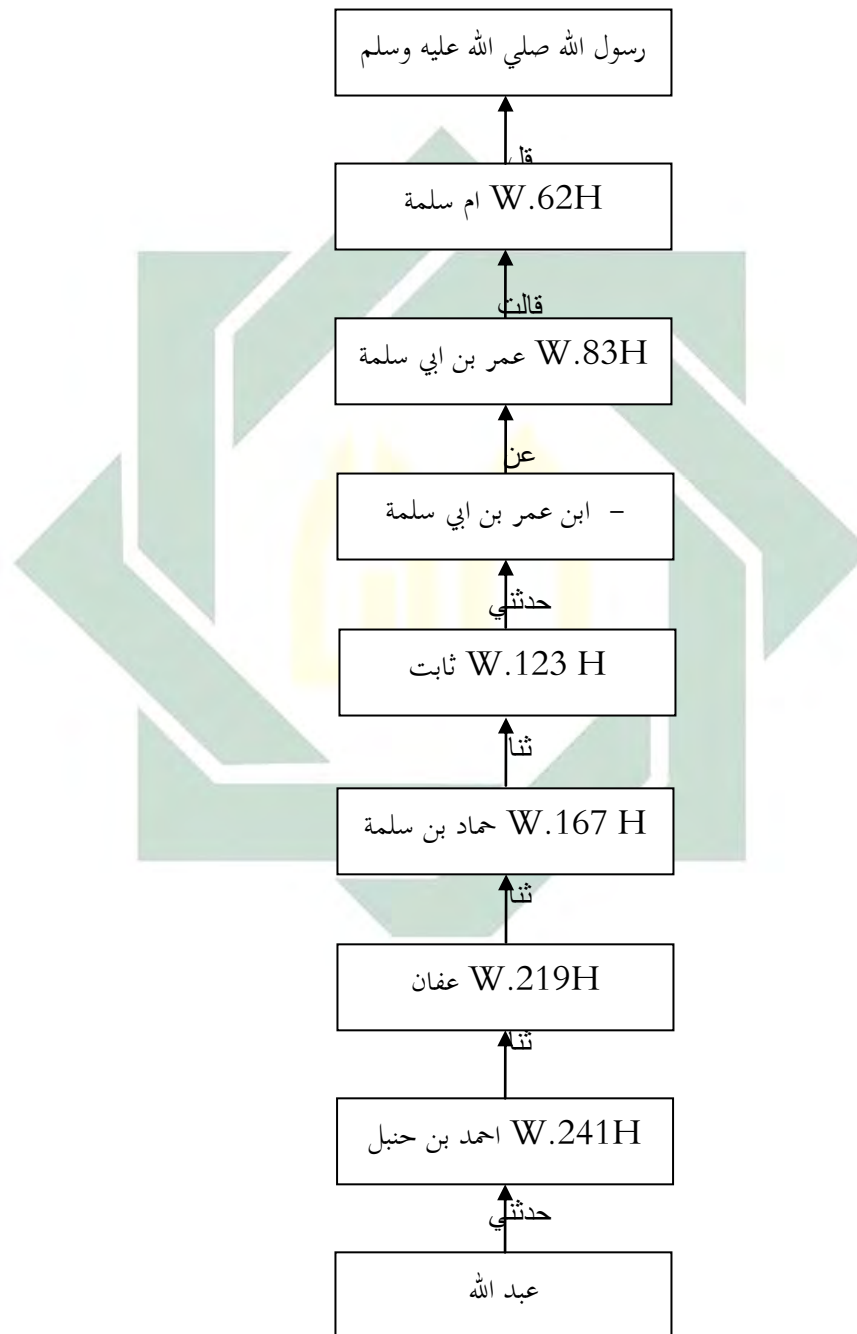 رسول الله صلي الله عليه وسلم
قل
ام سلمة W.62H
قالت
عمر بن ابي سلمة W.83H
عن
ابن عمر بن ابي سلمة -
حدثني
ثابت W.123 H
ثنا
حماد بن سلمة W.167 H
ثنا
عفان W.219H
ثنا
احمد بن حنبل W.241H
حدثني
عبد الله